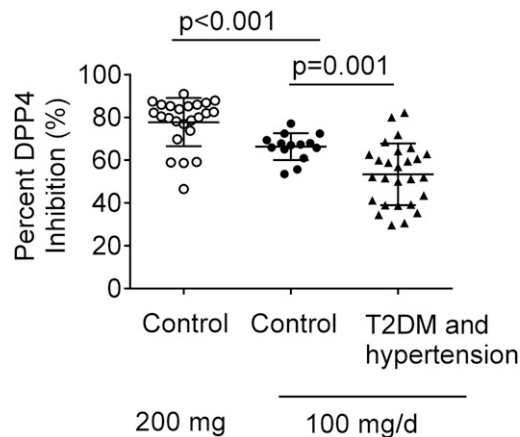 p<0.001
p=0.001
Percent DPP4
Inhibition (%)
100
80
60
40
20
0
Control
Control
T2DM and
hypertension
200 mg
100 mg/d